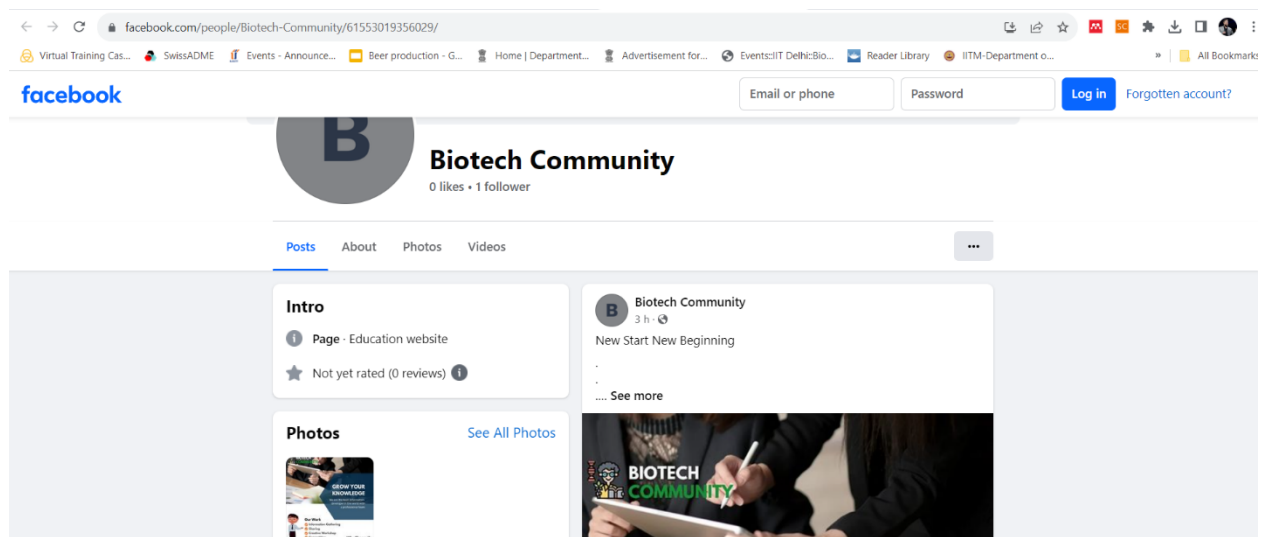 facebook.com/people/Biotech-Community/61553019356029/
Virtual Training Cas... SwissADME Events - Announce... Beer production - G... Home | Department... Advertisement for... Events::IIT Delhi::Bio... Reader Library IITM-Department o... » All Bookmarks
facebook Email or phone Password Log in Forgotten account?
B
Biotech Community
0 likes • 1 follower
Posts About Photos Videos ...
Intro
Page · Education website
Not yet rated (0 reviews)
Photos See All Photos
GROW YOUR
KNOWLEDGE
Our Work
B Biotech Community
3 h ·
New Start New Beginning
.
.
.... See more
BIOTECH
COMMUNITY